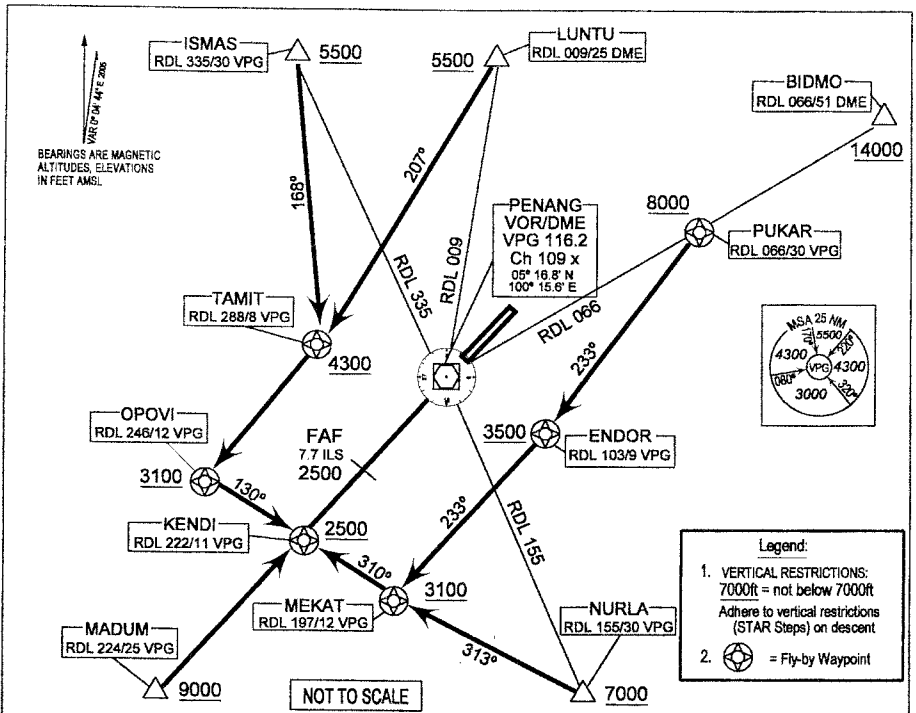 ISMAS
RDL 335/30 VPG
5500
LUNTU
RDL 009/25 DME
5500
BIDMO
RDL 066/51 DME
14000
VAR 0° 04' 44" E 2005
BEARINGS ARE MAGNETIC
ALTITUDES, ELEVATIONS
IN FEET AMSL
168°
207°
RDL 335
RDL 009
PENANG
VOR/DME
VPG 116.2
Ch 109 x
05° 16.8' N
100° 15.6' E
8000
PUKAR
RDL 066/30 VPG
RDL 066
233°
TAMIT
RDL 288/8 VPG
4300
MSA 25 NM
170°
5500
220°
4300
VPG
4300
080°
3000
320°
OPOVI
RDL 246/12 VPG
3100
130°
FAF
7.7 ILS
2500
3500
ENDOR
RDL 103/9 VPG
233°
RDL 155
KENDI
RDL 222/11 VPG
2500
310°
MEKAT
RDL 197/12 VPG
3100
313°
NURLA
RDL 155/30 VPG
7000
MADUM
RDL 224/25 VPG
9000
NOT TO SCALE
Legend:
1. VERTICAL RESTRICTIONS:
7000ft = not below 7000ft
Adhere to vertical restrictions
(STAR Steps) on descent
2. = Fly-by Waypoint